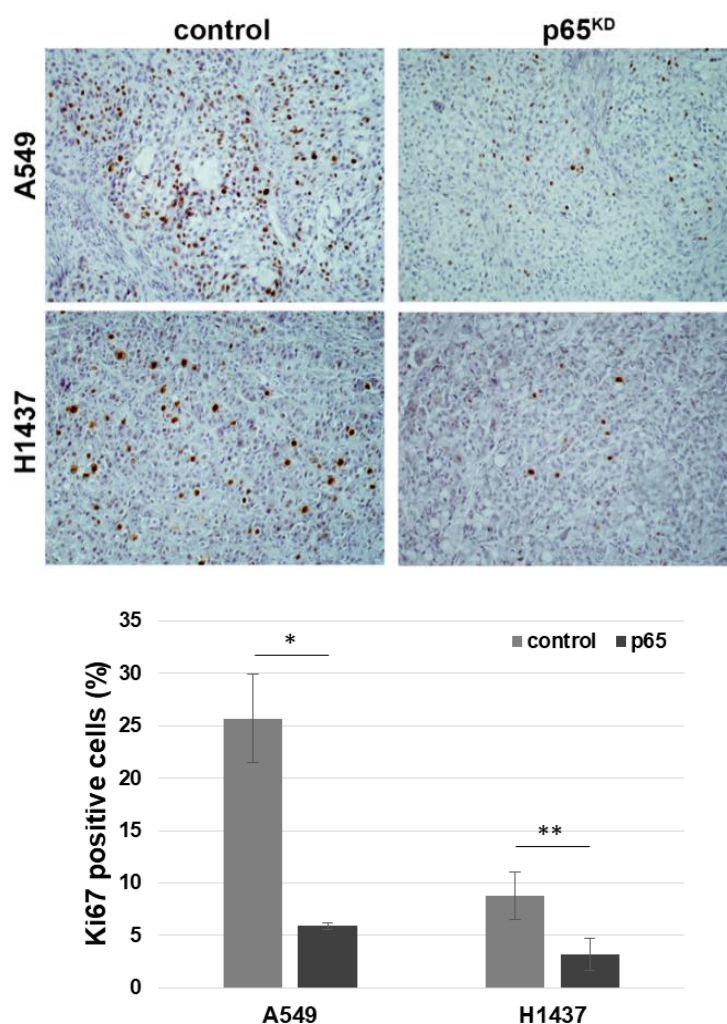 control p65ᴷᴰ
A549
H1437
Ki67 positive cells (%)
35
30
25
20
15
10
5
0
control p65
*
**
A549 H1437